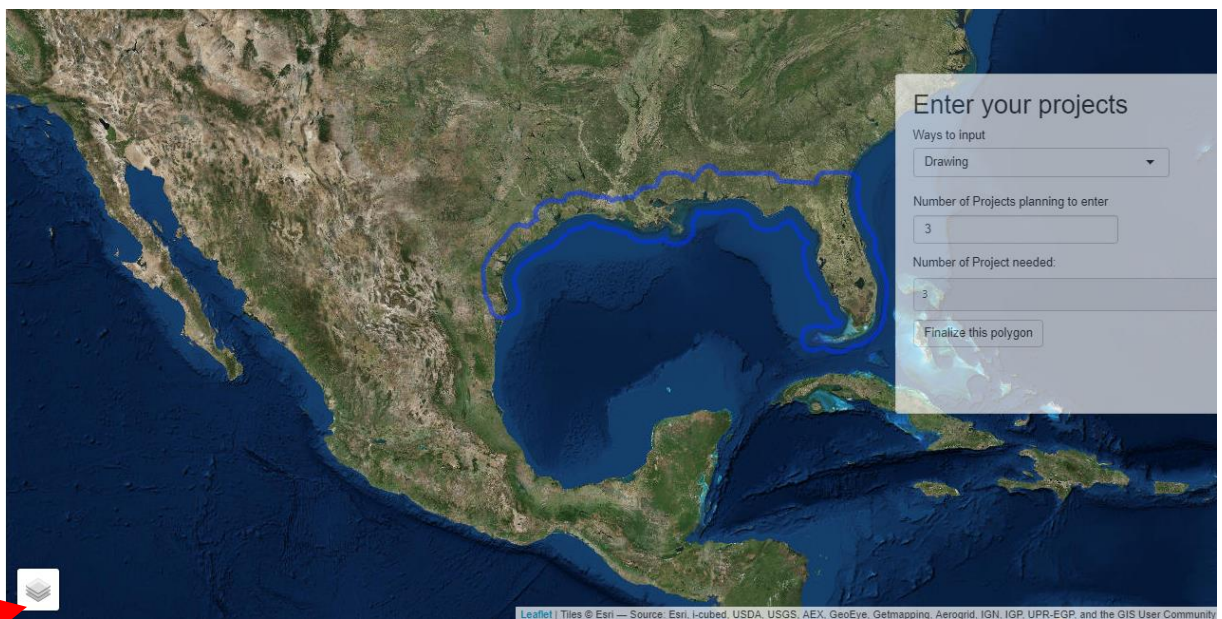 Enter your projects
Ways to input
Drawing
Number of Projects planning to enter
3
Number of Project needed:
3
Finalize this polygon
Leaflet | Tiles © Esri — Source: Esri, i-cubed, USDA, USGS, AEX, GeoEye, Getmapping, Aerogrid, IGN, IGP, UPR-EGP, and the GIS User Community